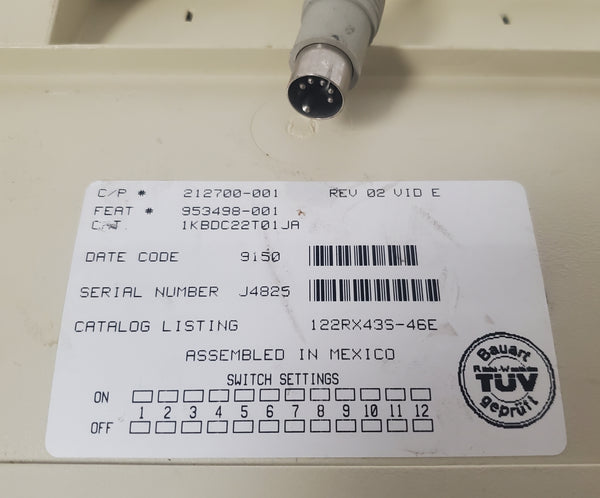 C/P # 212700-001 REV 02 VID E
FEAT # 953498-001
CAT. 1KBDC22T01JA
DATE CODE 9150
SERIAL NUMBER J4825
CATALOG LISTING 122RX43S-46E
ASSEMBLED IN MEXICO
SWITCH SETTINGS
ON
1 2 3 4 5 6 7 8 9 10 11 12
OFF
Bauart
TÜV
geprüft